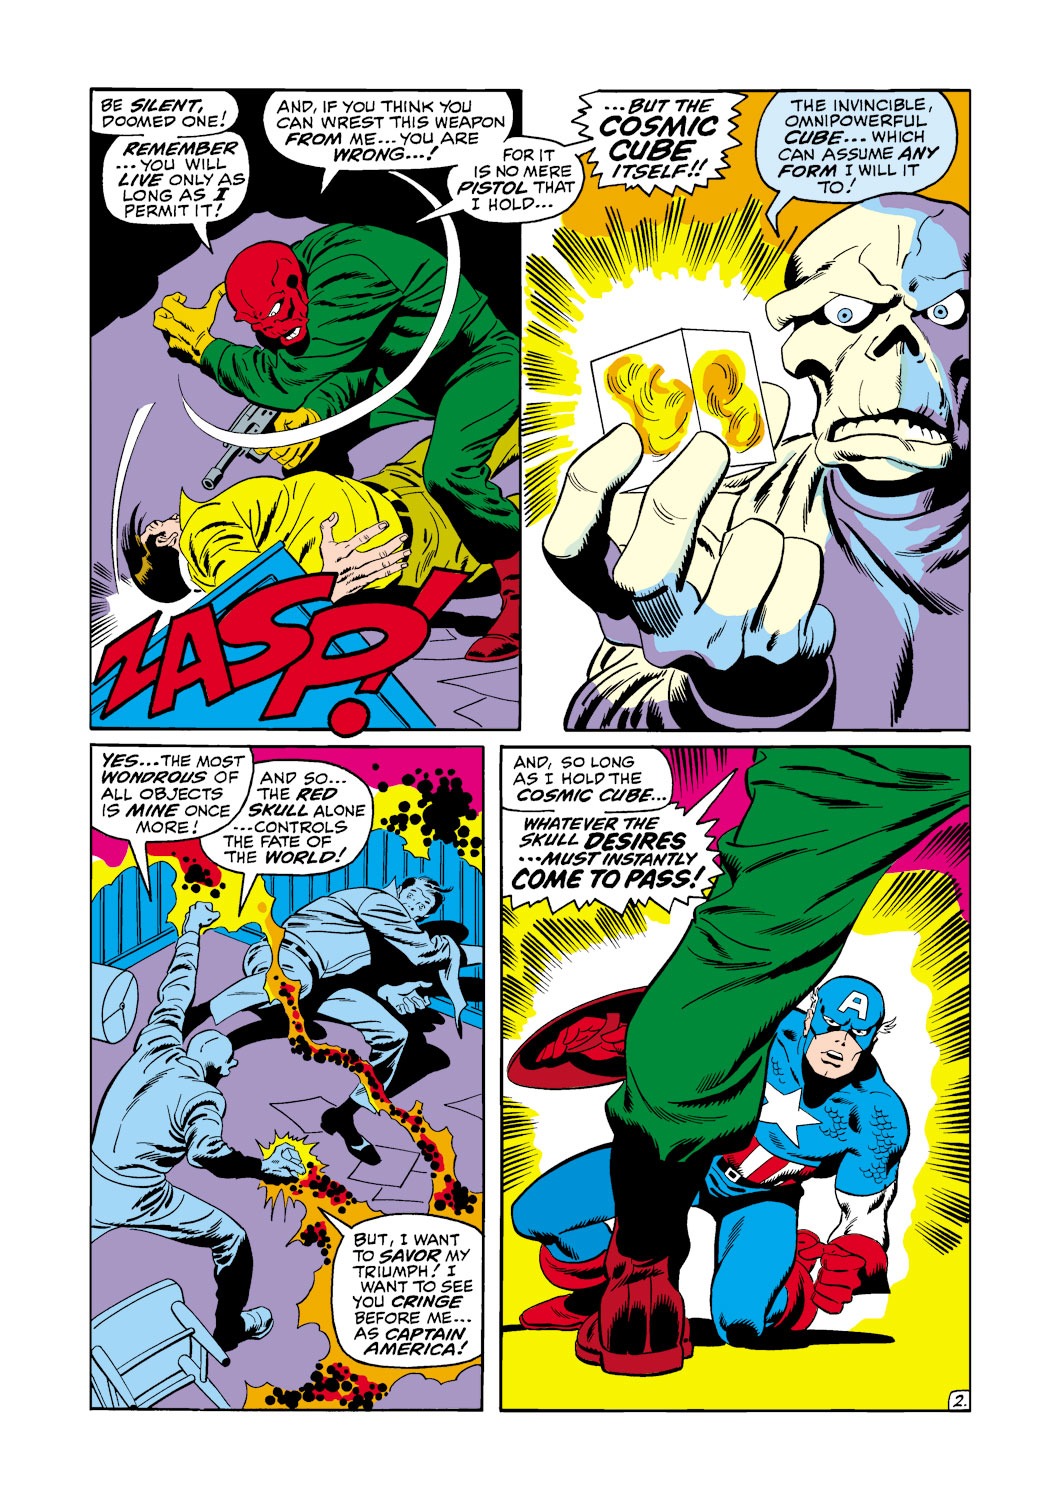 BE SILENT,
DOOMED ONE!
REMEMBER
...YOU WILL
LIVE ONLY AS
LONG AS I
PERMIT IT!
AND, IF YOU THINK YOU
CAN WREST THIS WEAPON
FROM ME... YOU ARE
WRONG...!
FOR IT
IS NO MERE
PISTOL THAT
I HOLD...
ZASP!
...BUT THE
COSMIC
CUBE
ITSELF!!
THE INVINCIBLE,
OMNIPOWERFUL
CUBE... WHICH
CAN ASSUME ANY
FORM I WILL IT
TO!
YES...THE MOST
WONDROUS OF
ALL OBJECTS
IS MINE ONCE
MORE!
AND SO...
THE RED
SKULL ALONE
...CONTROLS
THE FATE OF
THE WORLD!
BUT, I WANT
TO SAVOR MY
TRIUMPH! I
WANT TO SEE
YOU CRINGE
BEFORE ME...
AS CAPTAIN
AMERICA!
AND, SO LONG
AS I HOLD THE
COSMIC CUBE...
WHATEVER THE
SKULL DESIRES
...MUST INSTANTLY
COME TO PASS!
A
2.